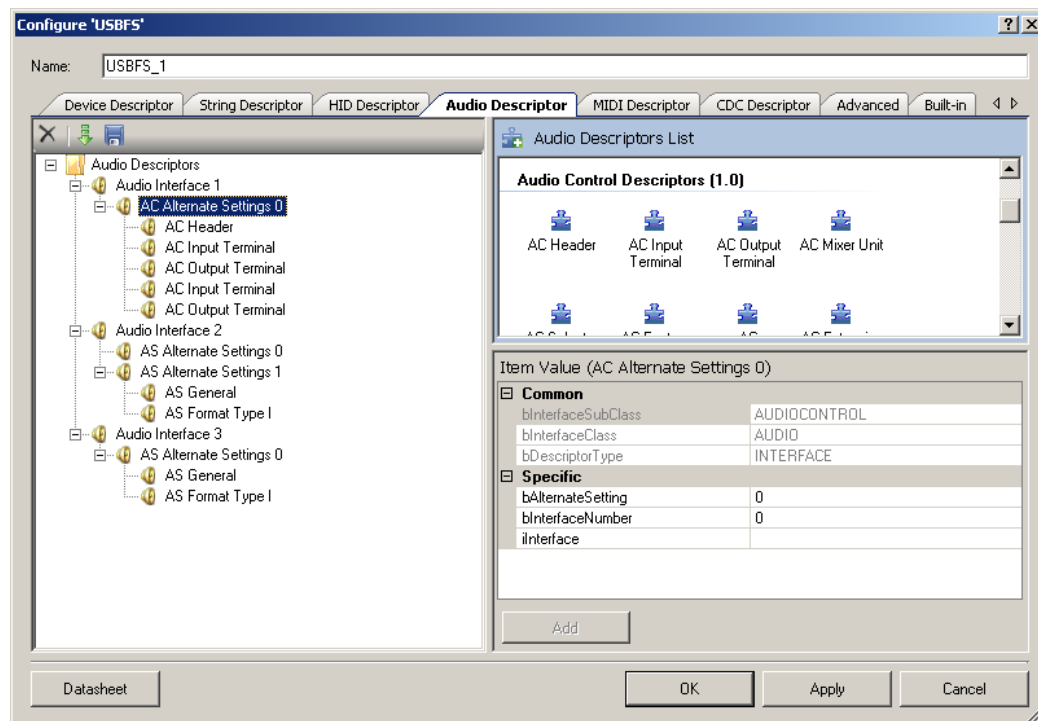 Configure 'USBFS'
Name: USBFS_1
Device Descriptor String Descriptor HID Descriptor Audio Descriptor MIDI Descriptor CDC Descriptor Advanced Built-in
Audio Descriptors
Audio Interface 1
AC Alternate Settings 0
AC Header
AC Input Terminal
AC Output Terminal
AC Input Terminal
AC Output Terminal
Audio Interface 2
AS Alternate Settings 0
AS Alternate Settings 1
AS General
AS Format Type I
Audio Interface 3
AS Alternate Settings 0
AS General
AS Format Type I
Audio Descriptors List
Audio Control Descriptors (1.0)
AC Header AC Input AC Output AC Mixer Unit
Terminal Terminal
Item Value (AC Alternate Settings 0)
Common
bInterfaceSubClass AUDIOCONTROL
bInterfaceClass AUDIO
bDescriptorType INTERFACE
Specific
bAlternateSetting 0
bInterfaceNumber 0
iInterface
Add
Datasheet OK Apply Cancel